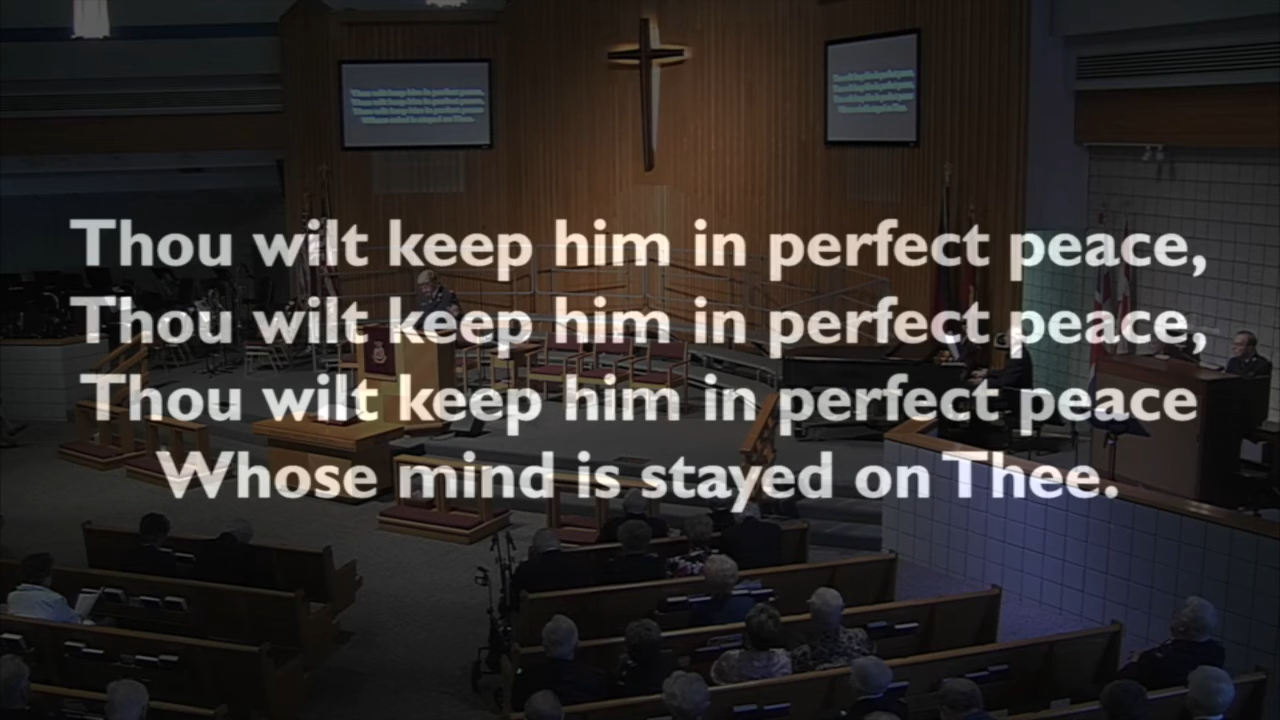 Thou wilt keep him in perfect peace,
Thou wilt keep him in perfect peace,
Thou wilt keep him in perfect peace
Whose mind is stayed on Thee.